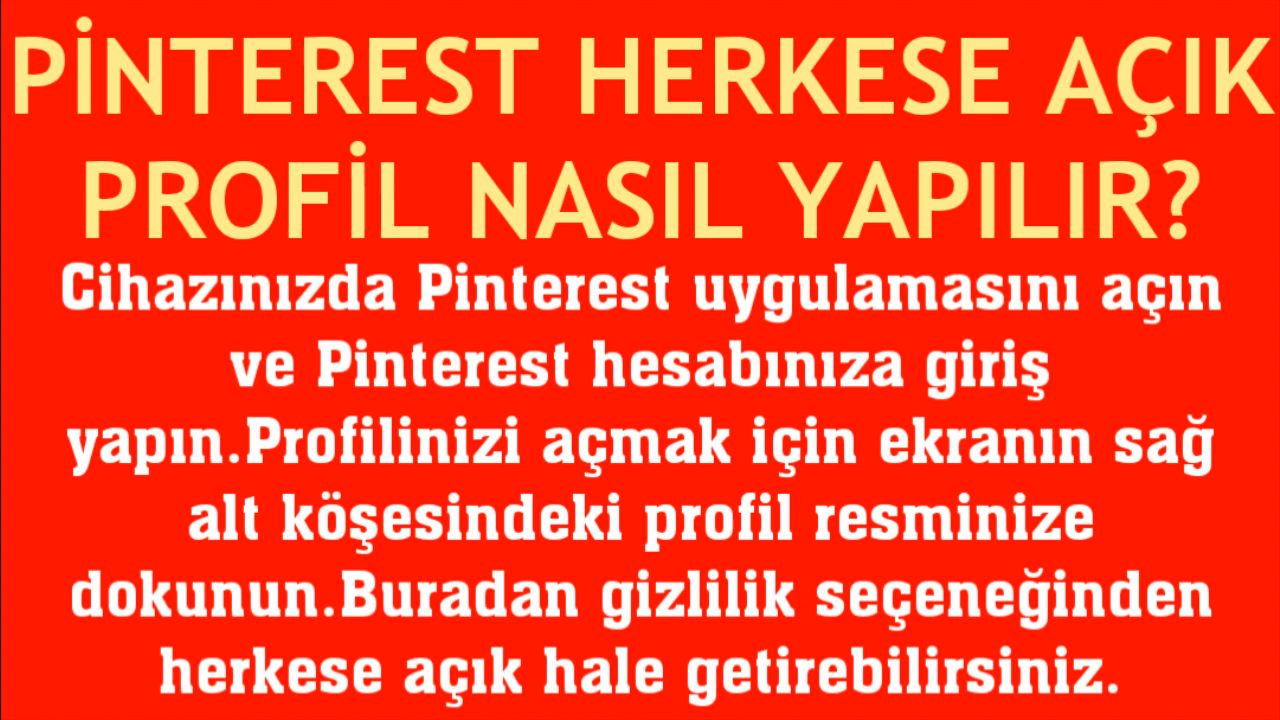 PİNTEREST HERKESE AÇIK
PROFİL NASIL YAPILIR?
Cihazınızda Pinterest uygulamasını açın
ve Pinterest hesabınıza giriş
yapın.Profilinizi açmak için ekranın sağ
alt köşesindeki profil resminize
dokunun.Buradan gizlilik seçeneğinden
herkese açık hale getirebilirsiniz.